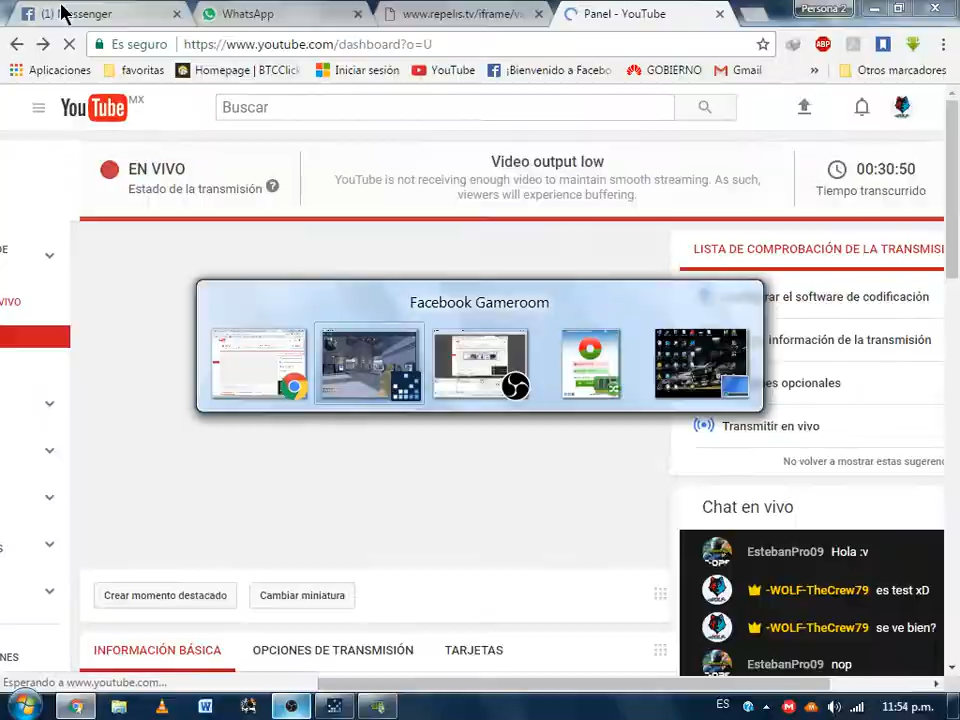 (1) Messenger
WhatsApp
www.repelis.tv/iframe/va
Panel - YouTube
Persona 2
Es seguro
https://www.youtube.com/dashboard?o=U
ABP
Aplicaciones
favoritas
Homepage | BTCClick
Iniciar sesión
YouTube
¡Bienvenido a Facebo
GOBIERNO
Gmail
»
Otros marcadores
YouTube MX
Buscar
EN VIVO
Estado de la transmisión ?
Video output low
YouTube is not receiving enough video to maintain smooth streaming. As such,
viewers will experience buffering.
00:30:50
Tiempo transcurrido
DE
VIVO
LISTA DE COMPROBACIÓN DE LA TRANSMISI
rar el software de codificación
información de la transmisión
es opcionales
Transmitir en vivo
No volver a mostrar estas sugerenc
Facebook Gameroom
Chat en vivo
EstebanPro09 Hola :v
-WOLF-TheCrew79 es test xD
-WOLF-TheCrew79 se ve bien?
EstebanPro09 nop
Crear momento destacado
Cambiar miniatura
S
NES
INFORMACIÓN BÁSICA
OPCIONES DE TRANSMISIÓN
TARJETAS
Esperando a www.youtube.com...
ES
11:54 p.m.